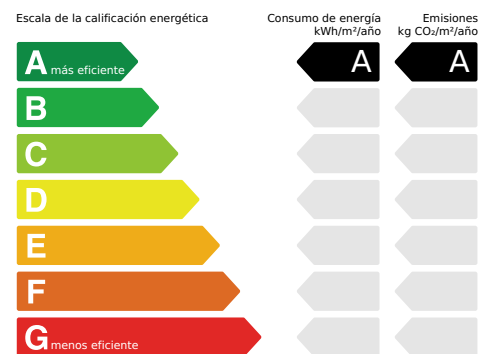 Escala de la calificación energética
Consumo de energía
kWh/m²/año
Emisiones
kg CO₂/m²/año
A más eficiente
A
A
B
C
D
E
F
G menos eficiente